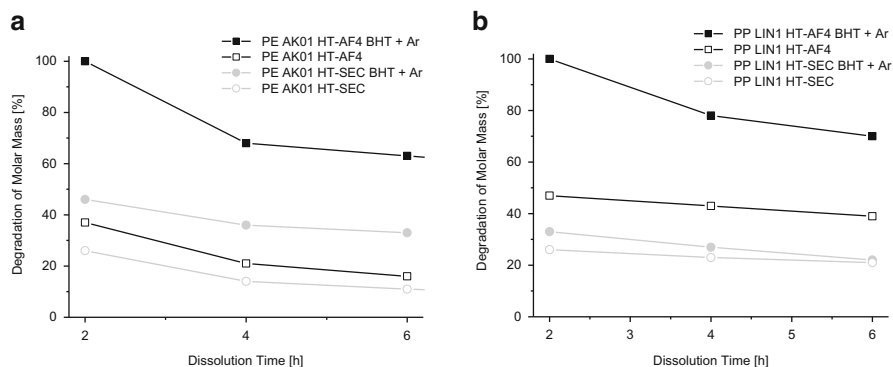 a
PE AK01 HT-AF4 BHT + Ar
PE AK01 HT-AF4
PE AK01 HT-SEC BHT + Ar
PE AK01 HT-SEC
Degradation of Molar Mass [%]
100
80
60
40
20
0
2
4
6
Dissolution Time [h]
b
PP LIN1 HT-AF4 BHT + Ar
PP LIN1 HT-AF4
PP LIN1 HT-SEC BHT + Ar
PP LIN1 HT-SEC
Degradation of Molar Mass [%]
100
80
60
40
20
0
2
3
4
5
6
Dissolution Time [h]